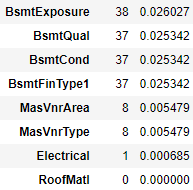 BsmtExposure 38 0.026027
BsmtQual 37 0.025342
BsmtCond 37 0.025342
BsmtFinType1 37 0.025342
MasVnrArea 8 0.005479
MasVnrType 8 0.005479
Electrical 1 0.000685
RoofMatl 0 0.000000